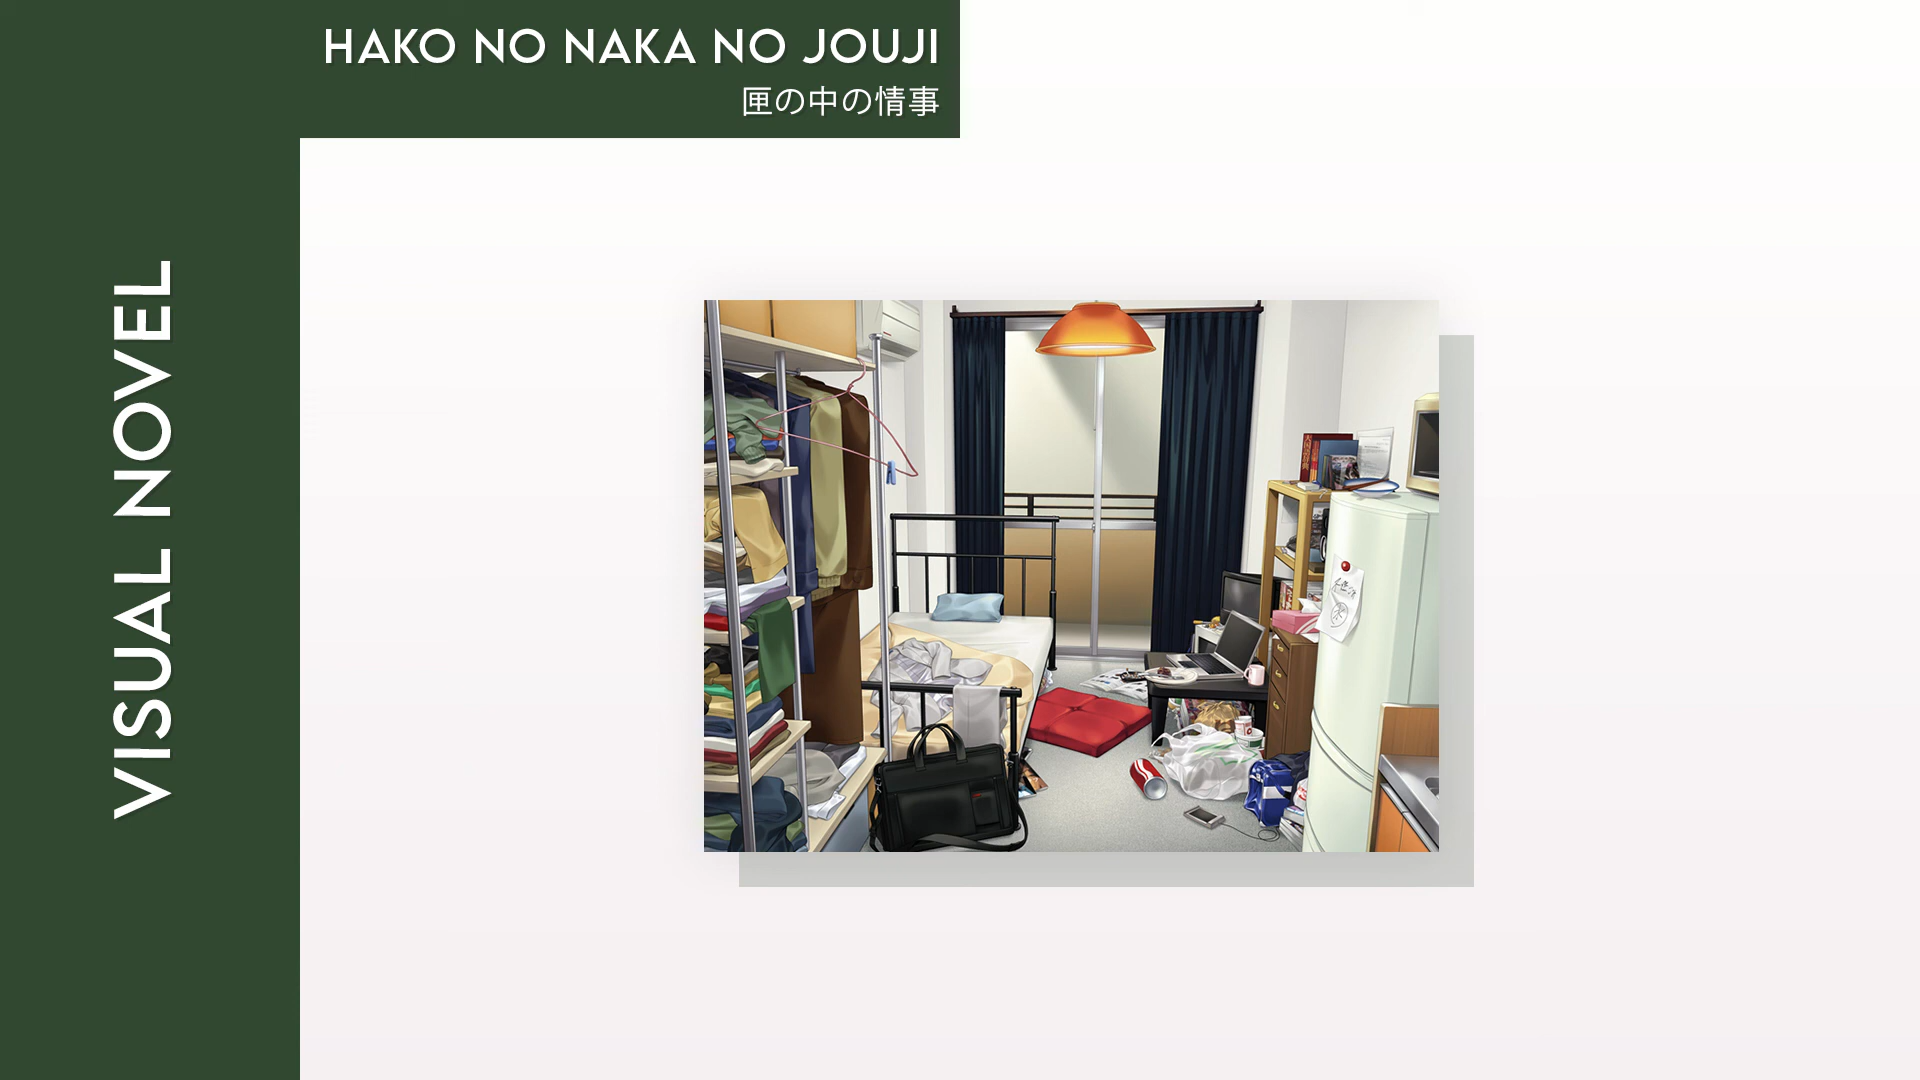 HAKO NO NAKA NO JOUJI
匣の中の情事
VISUAL NOVEL